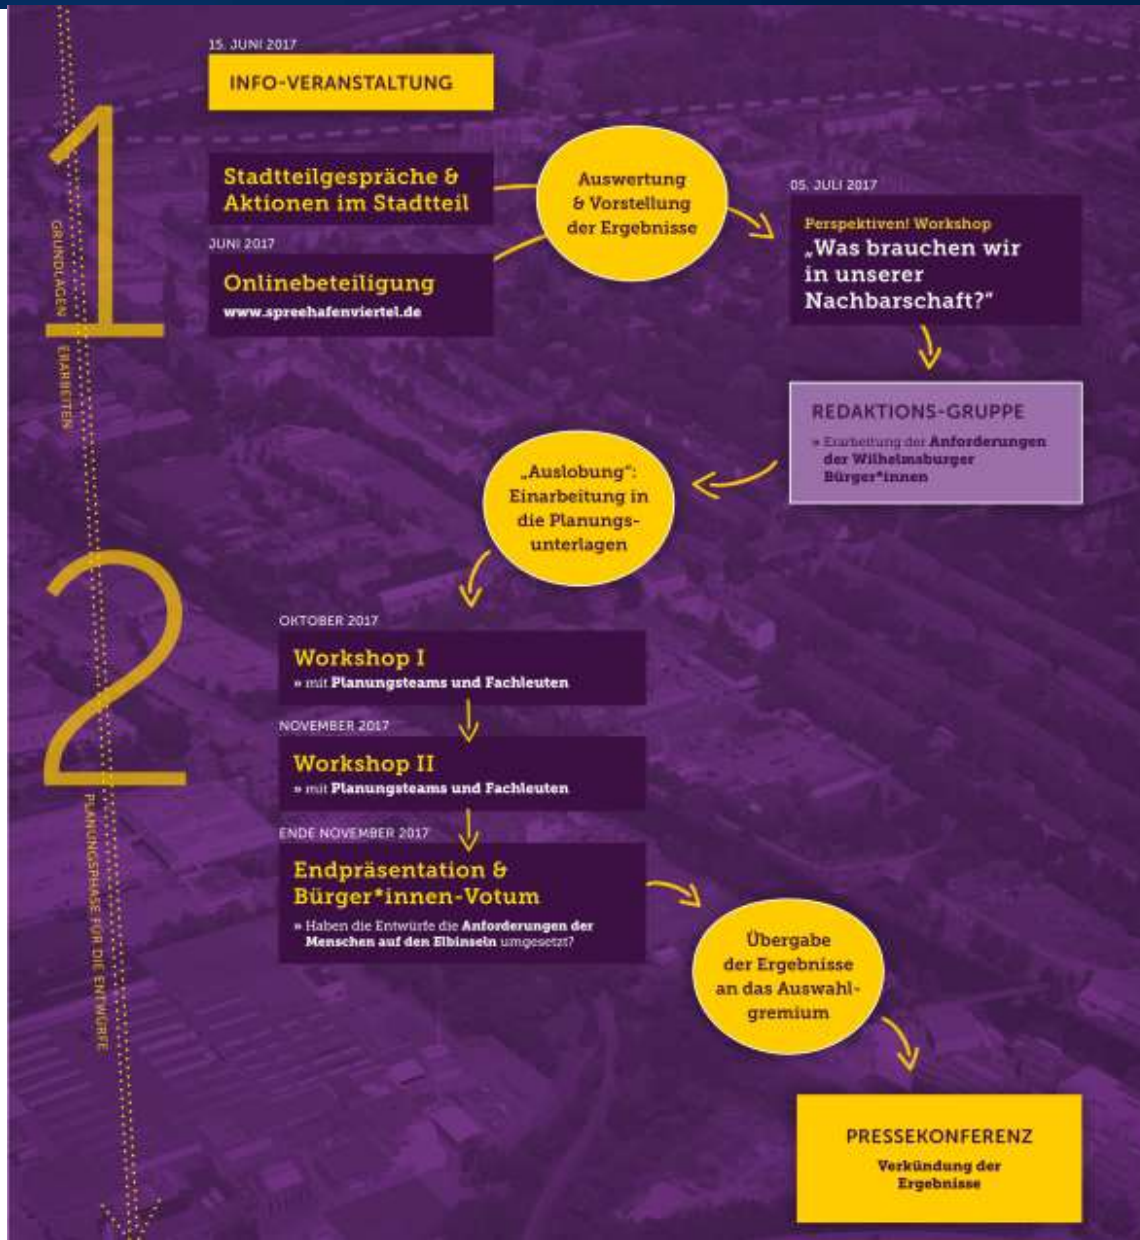 15. JUNI 2017
INFO-VERANSTALTUNG
1
GRUNDLAGEN ERARBEITEN
Stadtteilgespräche &
Aktionen im Stadtteil
JUNI 2017
Onlinebeteiligung
www.spreehafenviertel.de
Auswertung
& Vorstellung
der Ergebnisse
05. JULI 2017
Perspektiven! Workshop
„Was brauchen wir
in unserer
Nachbarschaft?“
REDAKTIONS-GRUPPE
» Erarbeitung der Anforderungen
der Wilhelmsburger
Bürger*innen
„Auslobung“:
Einarbeitung in
die Planungs-
unterlagen
2
PLANUNGSPHASE FÜR DIE ENTWÜRFE
OKTOBER 2017
Workshop I
» mit Planungsteams und Fachleuten
NOVEMBER 2017
Workshop II
» mit Planungsteams und Fachleuten
ENDE NOVEMBER 2017
Endpräsentation &
Bürger*innen-Votum
» Haben die Entwürfe die Anforderungen der
Menschen auf den Elbinseln umgesetzt?
Übergabe
der Ergebnisse
an das Auswahl-
gremium
PRESSEKONFERENZ
Verkündung der
Ergebnisse